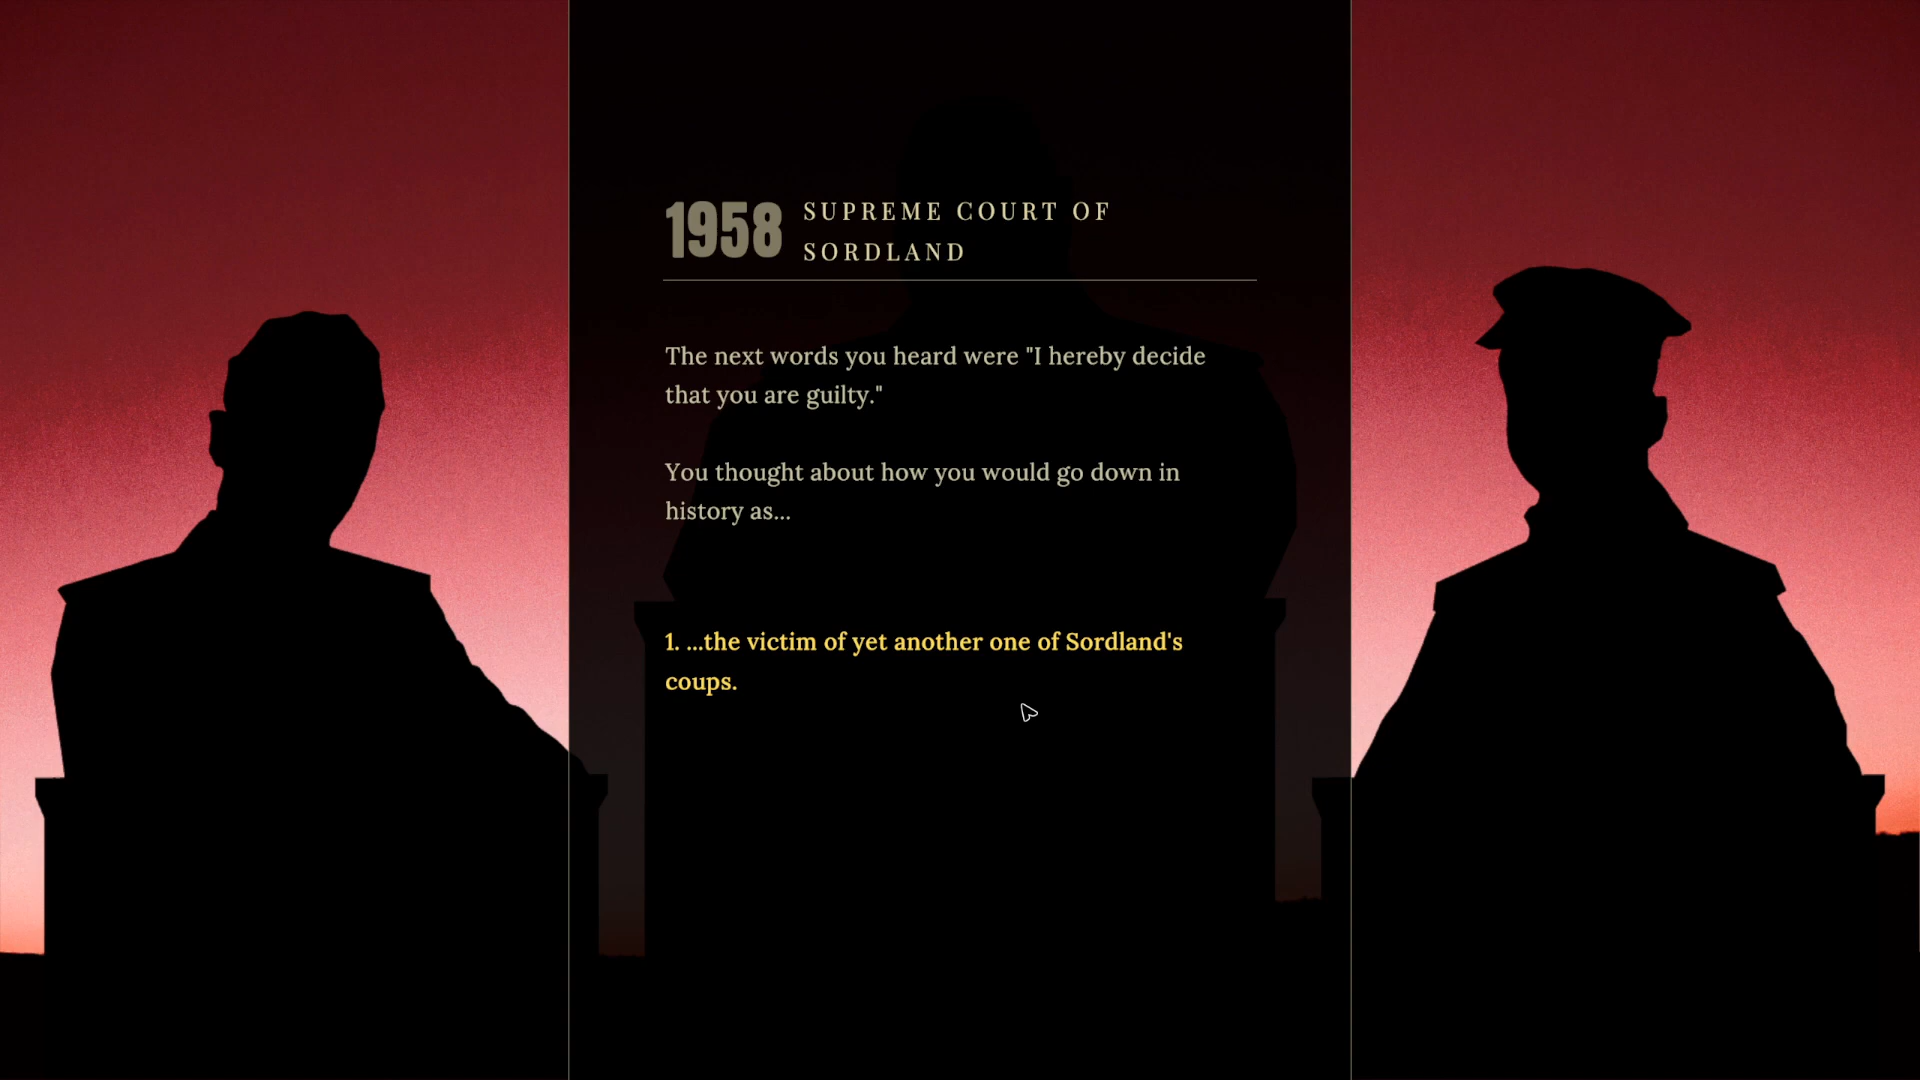 1958 SUPREME COURT OF
SORDLAND
The next words you heard were "I hereby decide
that you are guilty."
You thought about how you would go down in
history as...
1. ...the victim of yet another one of Sordland's
coups.